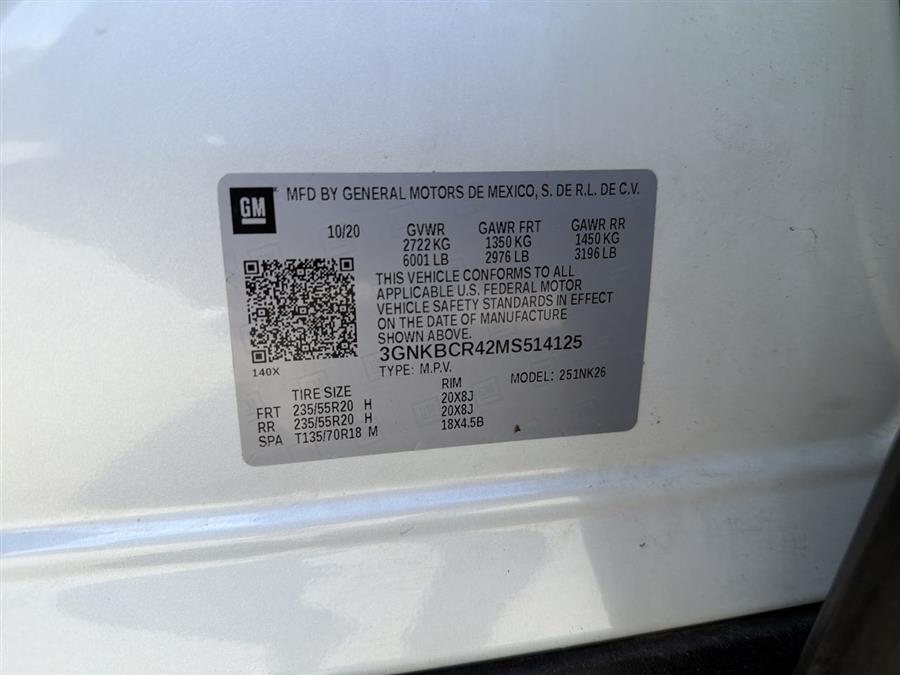 GM MFD BY GENERAL MOTORS DE MEXICO, S. DE R.L. DE C.V.
10/20 GVWR GAWR FRT GAWR RR
2722 KG 1350 KG 1450 KG
6001 LB 2976 LB 3196 LB
THIS VEHICLE CONFORMS TO ALL
APPLICABLE U.S. FEDERAL MOTOR
VEHICLE SAFETY STANDARDS IN EFFECT
ON THE DATE OF MANUFACTURE
SHOWN ABOVE.
3GNKBCR42MS514125
140X TYPE: M.P.V. MODEL: 251NK26
TIRE SIZE RIM
FRT 235/55R20 H 20X8J
RR 235/55R20 H 20X8J
SPA T135/70R18 M 18X4.5B